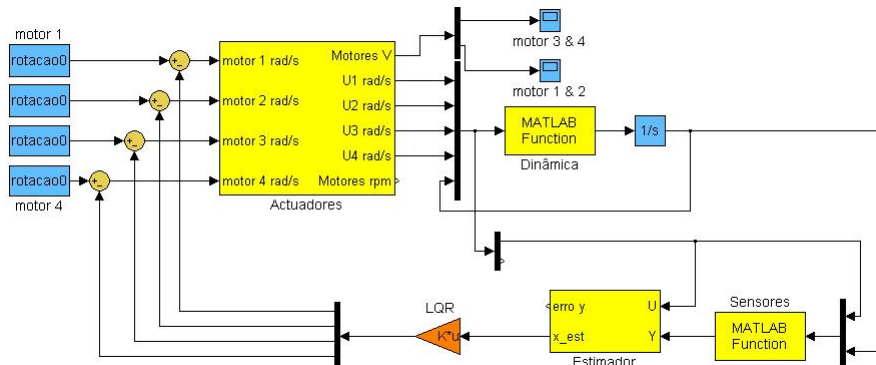 motor 1
rotacao0
rotacao0
rotacao0
rotacao0
motor 4
motor 1 rad/s
motor 2 rad/s
motor 3 rad/s
motor 4 rad/s
Motores V
U1 rad/s
U2 rad/s
U3 rad/s
U4 rad/s
Motores rpm
Actuadores
motor 3 & 4
motor 1 & 2
MATLAB
Function
Dinâmica
1/s
LQR
K*u
erro y
x_est
U
Y
Estimador
Sensores
MATLAB
Function